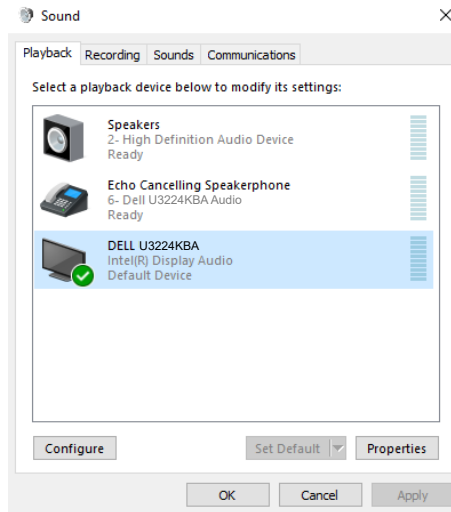 Sound
Playback Recording Sounds Communications
Select a playback device below to modify its settings:
Speakers
2- High Definition Audio Device
Ready
Echo Cancelling Speakerphone
6- Dell U3224KBA Audio
Ready
DELL U3224KBA
Intel(R) Display Audio
Default Device
Configure Set Default Properties
OK Cancel Apply